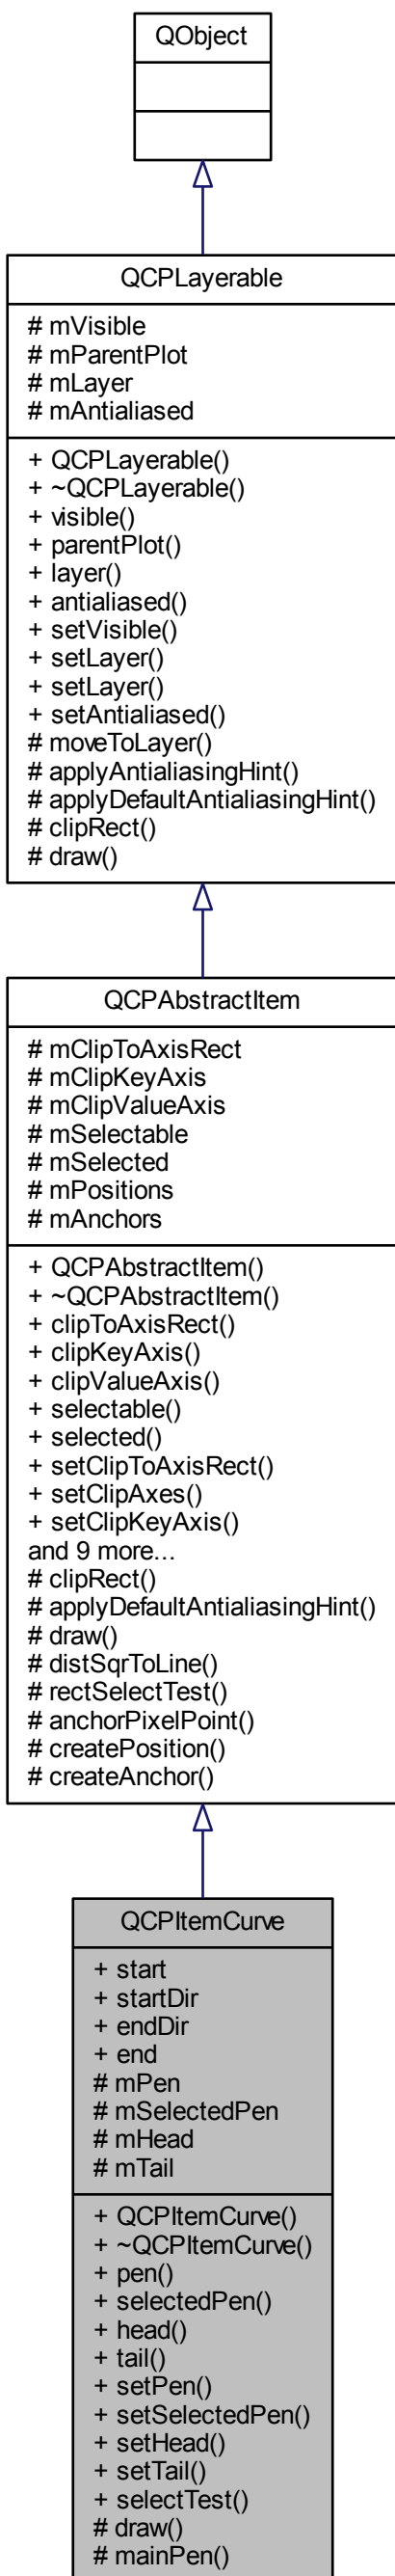 QObject
QCPLayerable
# mVisible
# mParentPlot
# mLayer
# mAntialiased
+ QCPLayerable()
+ ~QCPLayerable()
+ visible()
+ parentPlot()
+ layer()
+ antialiased()
+ setVisible()
+ setLayer()
+ setLayer()
+ setAntialiased()
# moveToLayer()
# applyAntialiasingHint()
# applyDefaultAntialiasingHint()
# clipRect()
# draw()
QCPAbstractItem
# mClipToAxisRect
# mClipKeyAxis
# mClipValueAxis
# mSelectable
# mSelected
# mPositions
# mAnchors
+ QCPAbstractItem()
+ ~QCPAbstractItem()
+ clipToAxisRect()
+ clipKeyAxis()
+ clipValueAxis()
+ selectable()
+ selected()
+ setClipToAxisRect()
+ setClipAxes()
+ setClipKeyAxis()
and 9 more...
# clipRect()
# applyDefaultAntialiasingHint()
# draw()
# distSqrToLine()
# rectSelectTest()
# anchorPixelPoint()
# createPosition()
# createAnchor()
QCPItemCurve
+ start
+ startDir
+ endDir
+ end
# mPen
# mSelectedPen
# mHead
# mTail
+ QCPItemCurve()
+ ~QCPItemCurve()
+ pen()
+ selectedPen()
+ head()
+ tail()
+ setPen()
+ setSelectedPen()
+ setHead()
+ setTail()
+ selectTest()
# draw()
# mainPen()